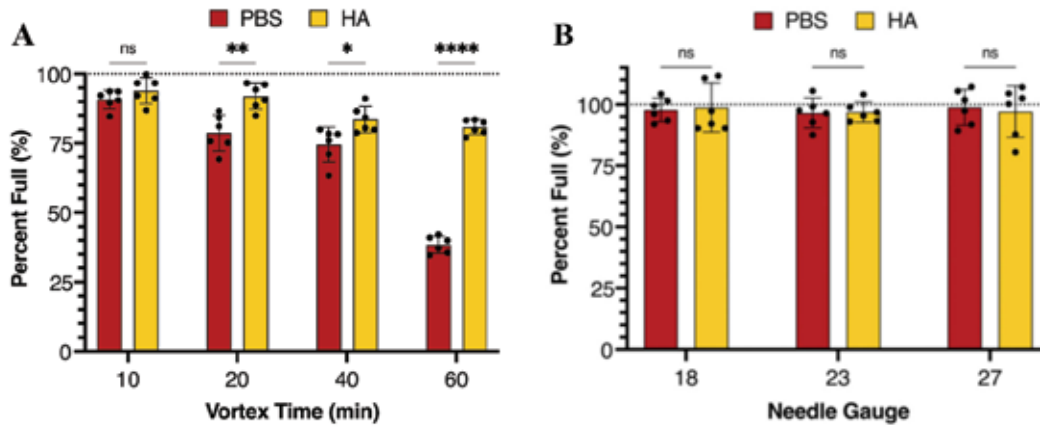 A
PBS HA
ns ** * ****
Percent Full (%)
100
75
50
25
0
10 20 40 60
Vortex Time (min)
B
PBS HA
ns ns ns
Percent Full (%)
100
75
50
25
0
18 23 27
Needle Gauge